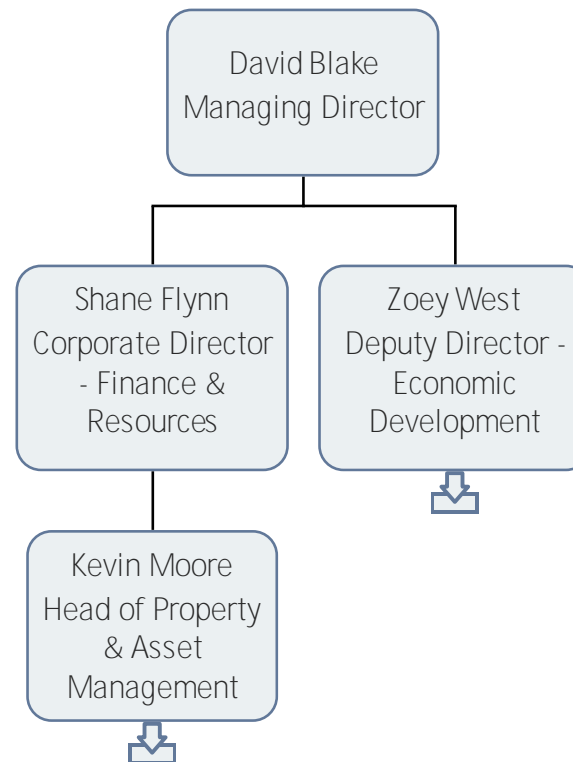 David Blake
Managing Director
Shane Flynn
Corporate Director
- Finance &
Resources
Zoey West
Deputy Director -
Economic
Development
Kevin Moore
Head of Property
& Asset
Management